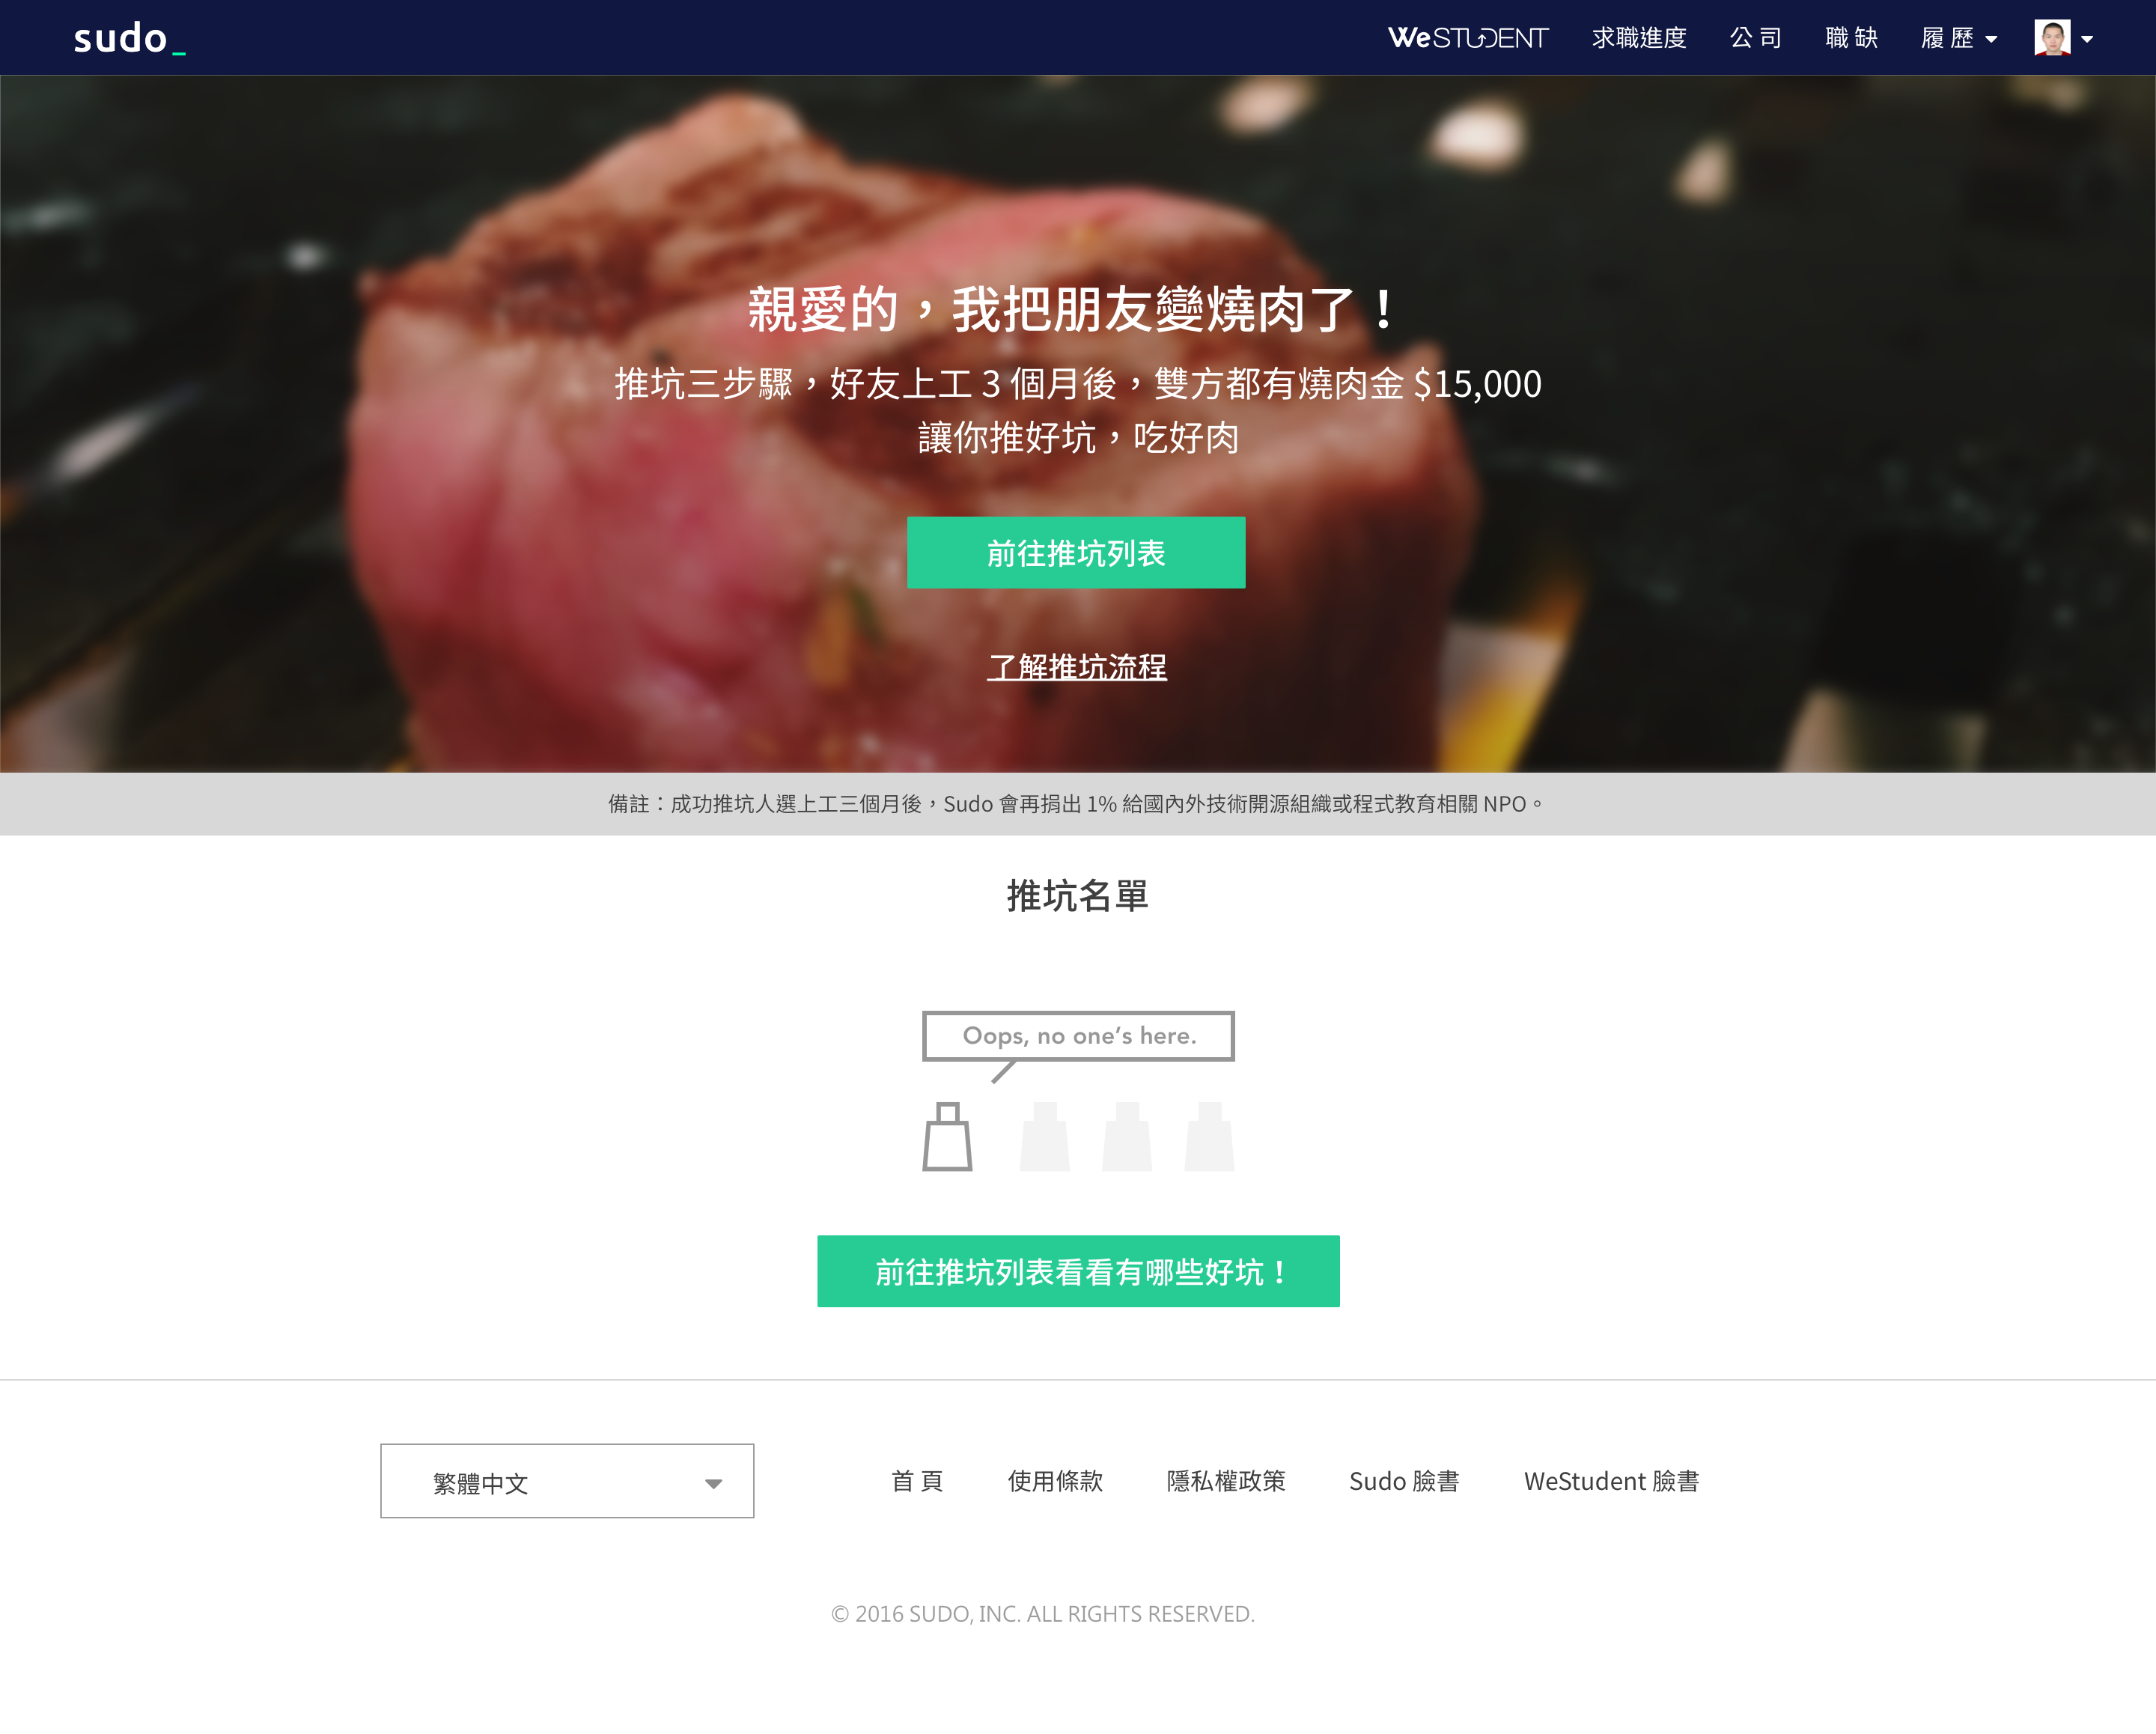 sudo_
WeSTUDENT 求職進度 公司 職缺 履歷
親愛的，我把朋友變燒肉了！
推坑三步驟，好友上工 3 個月後，雙方都有燒肉金 $15,000
讓你推好坑，吃好肉
前往推坑列表
了解推坑流程
備註：成功推坑人選上工三個月後，Sudo 會再捐出 1% 給國內外技術開源組織或程式教育相關 NPO。
推坑名單
Oops, no one’s here.
前往推坑列表看看有哪些好坑！
繁體中文
首頁 使用條款 隱私權政策 Sudo 臉書 WeStudent 臉書
© 2016 SUDO, INC. ALL RIGHTS RESERVED.